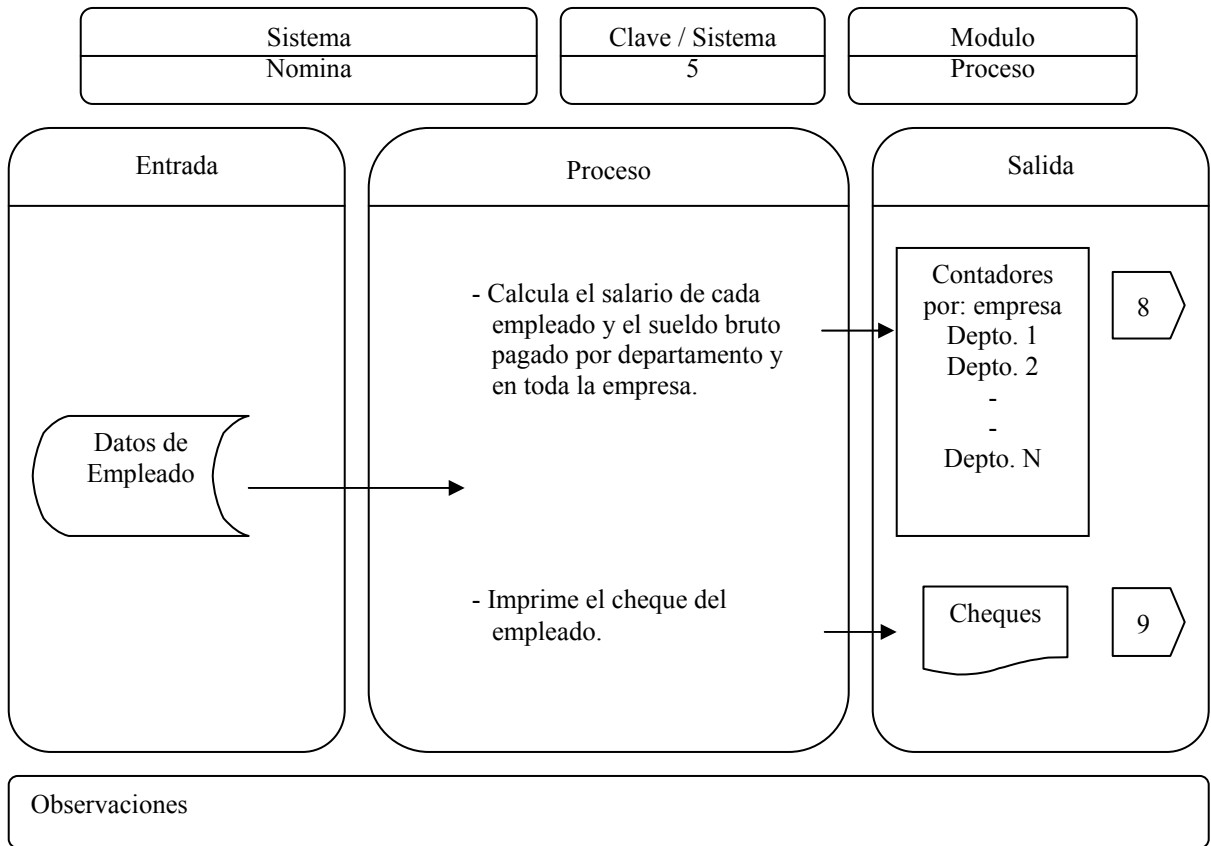 Sistema
Nomina
Clave / Sistema
5
Modulo
Proceso
Entrada
Datos de
Empleado
Proceso
- Calcula el salario de cada
empleado y el sueldo bruto
pagado por departamento y
en toda la empresa.
- Imprime el cheque del
empleado.
Salida
Contadores
por: empresa
Depto. 1
Depto. 2
-
-
Depto. N
8
Cheques
9
Observaciones